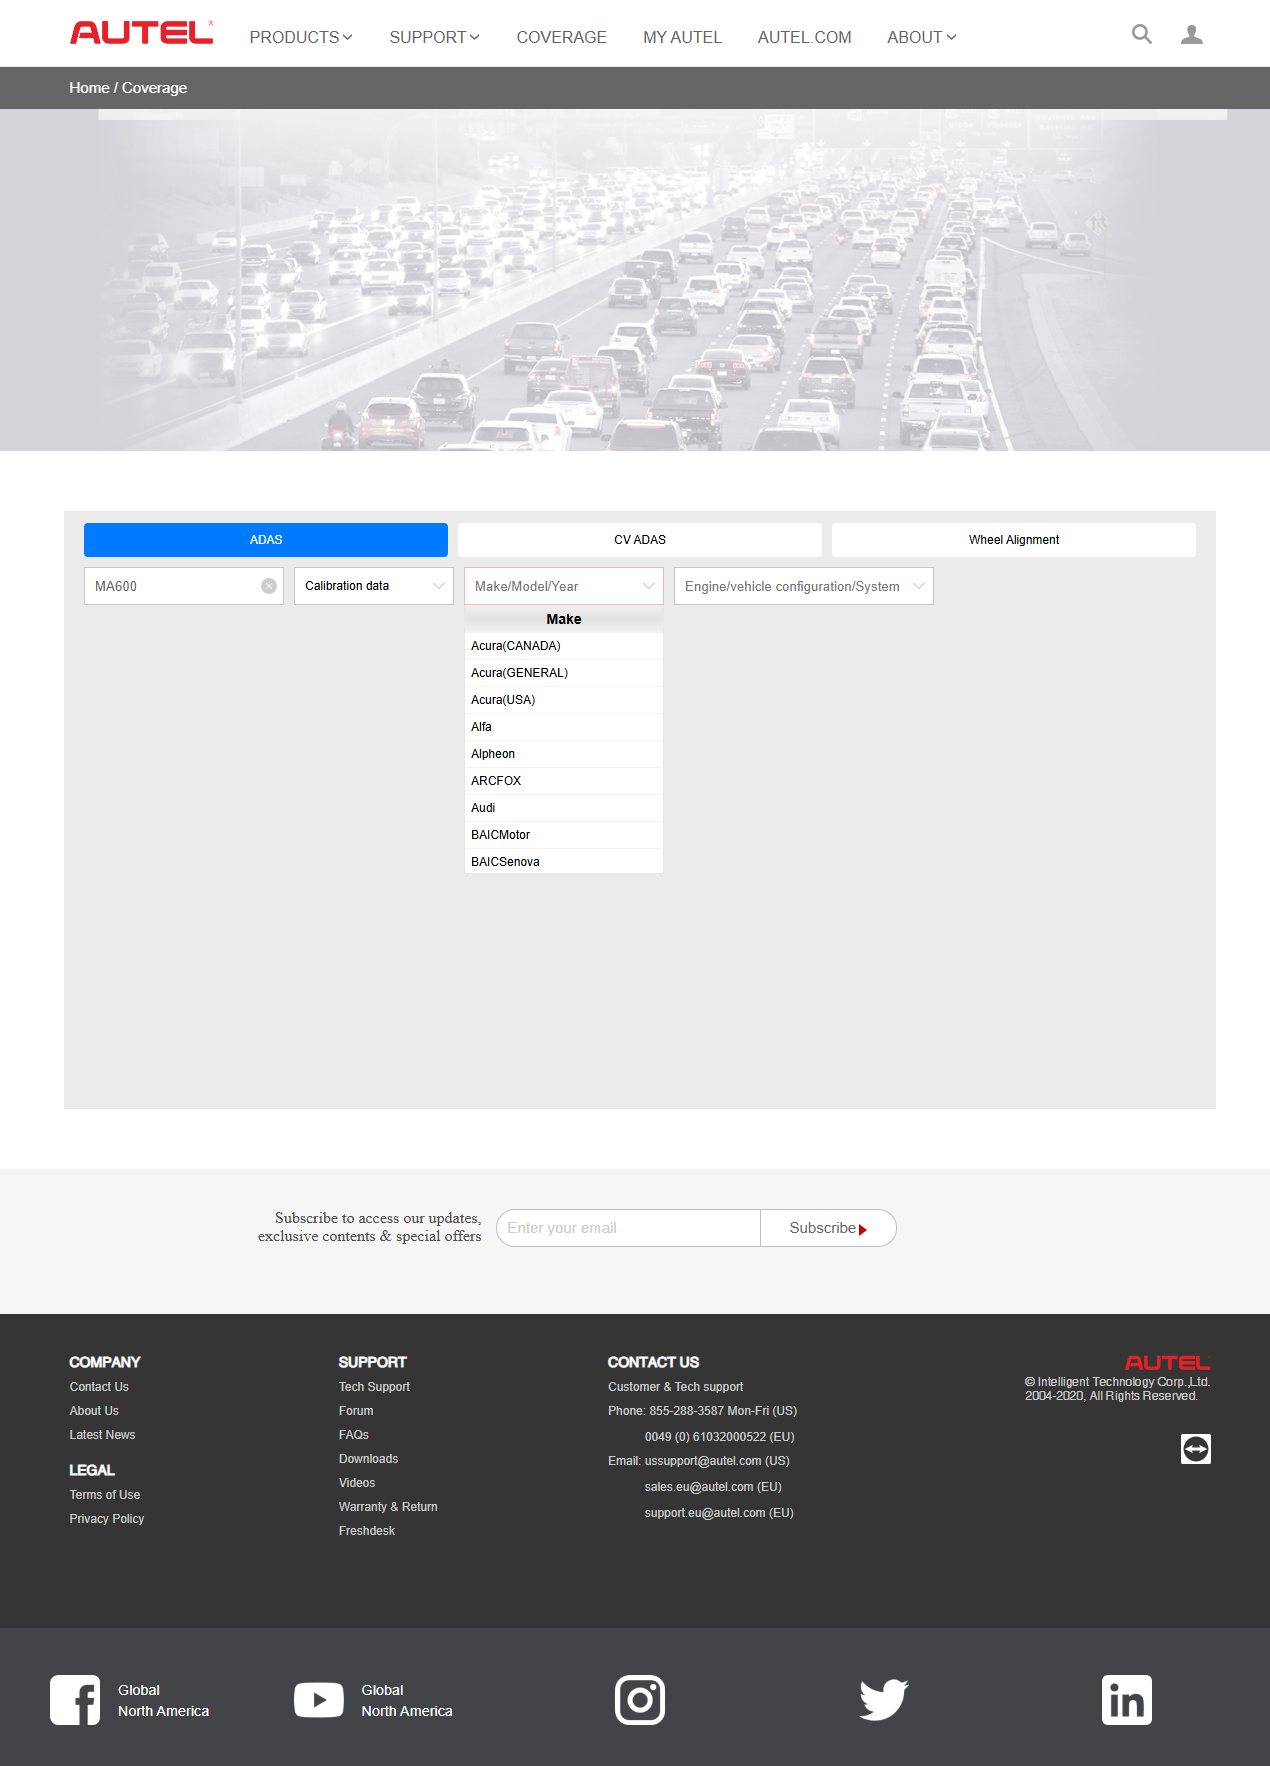 AUTEL
PRODUCTS
SUPPORT
COVERAGE
MY AUTEL
AUTEL.COM
ABOUT
Home / Coverage
ADAS
CV ADAS
Wheel Alignment
MA600
Calibration data
Make/Model/Year
Engine/vehicle configuration/System
Make
Acura(CANADA)
Acura(GENERAL)
Acura(USA)
Alfa
Alpheon
ARCFOX
Audi
BAICMotor
BAICSenova
Subscribe to access our updates,
exclusive contents & special offers
Enter your email
Subscribe
COMPANY
Contact Us
About Us
Latest News
LEGAL
Terms of Use
Privacy Policy
SUPPORT
Tech Support
Forum
FAQs
Downloads
Videos
Warranty & Return
Freshdesk
CONTACT US
Customer & Tech support
Phone: 855-288-3587 Mon-Fri (US)
0049 (0) 61032000522 (EU)
Email: ussupport@autel.com (US)
sales.eu@autel.com (EU)
support.eu@autel.com (EU)
AUTEL
© Intelligent Technology Corp.,Ltd.
2004-2020, All Rights Reserved.
Global
North America
Global
North America